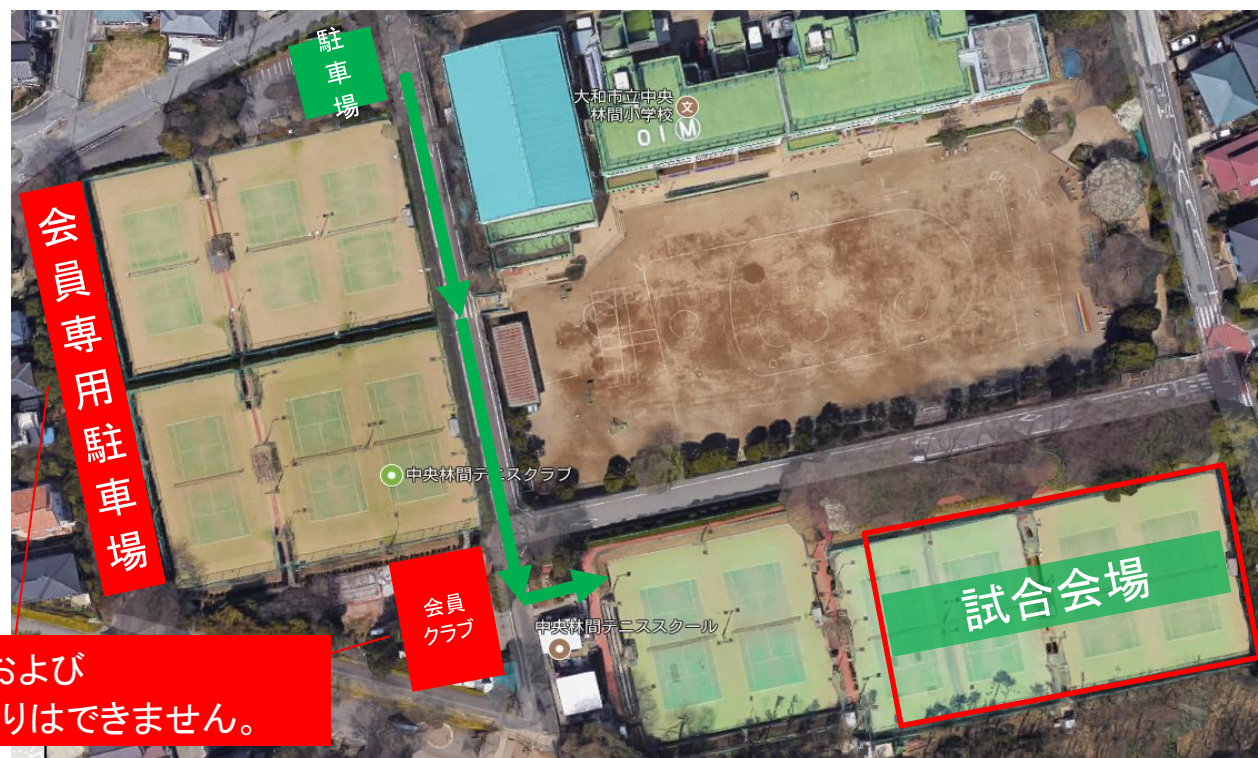 駐車場
大和市立中央
林間小学校
文
M10
会員専用駐車場
中央林間テニスクラブ
会員
クラブ
中央林間テニススクール
試合会場
および
りはできません。